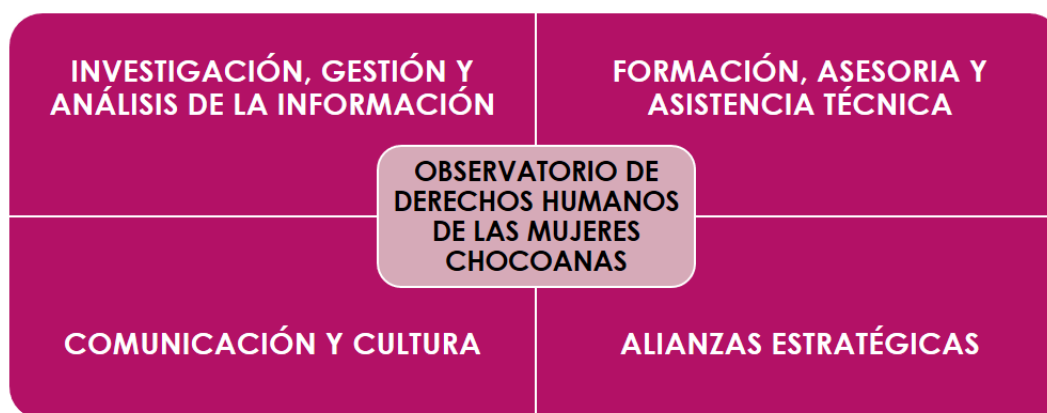 INVESTIGACIÓN, GESTIÓN Y
ANÁLISIS DE LA INFORMACIÓN
FORMACIÓN, ASESORIA Y
ASISTENCIA TÉCNICA
OBSERVATORIO DE
DERECHOS HUMANOS
DE LAS MUJERES
CHOCOANAS
COMUNICACIÓN Y CULTURA
ALIANZAS ESTRATÉGICAS